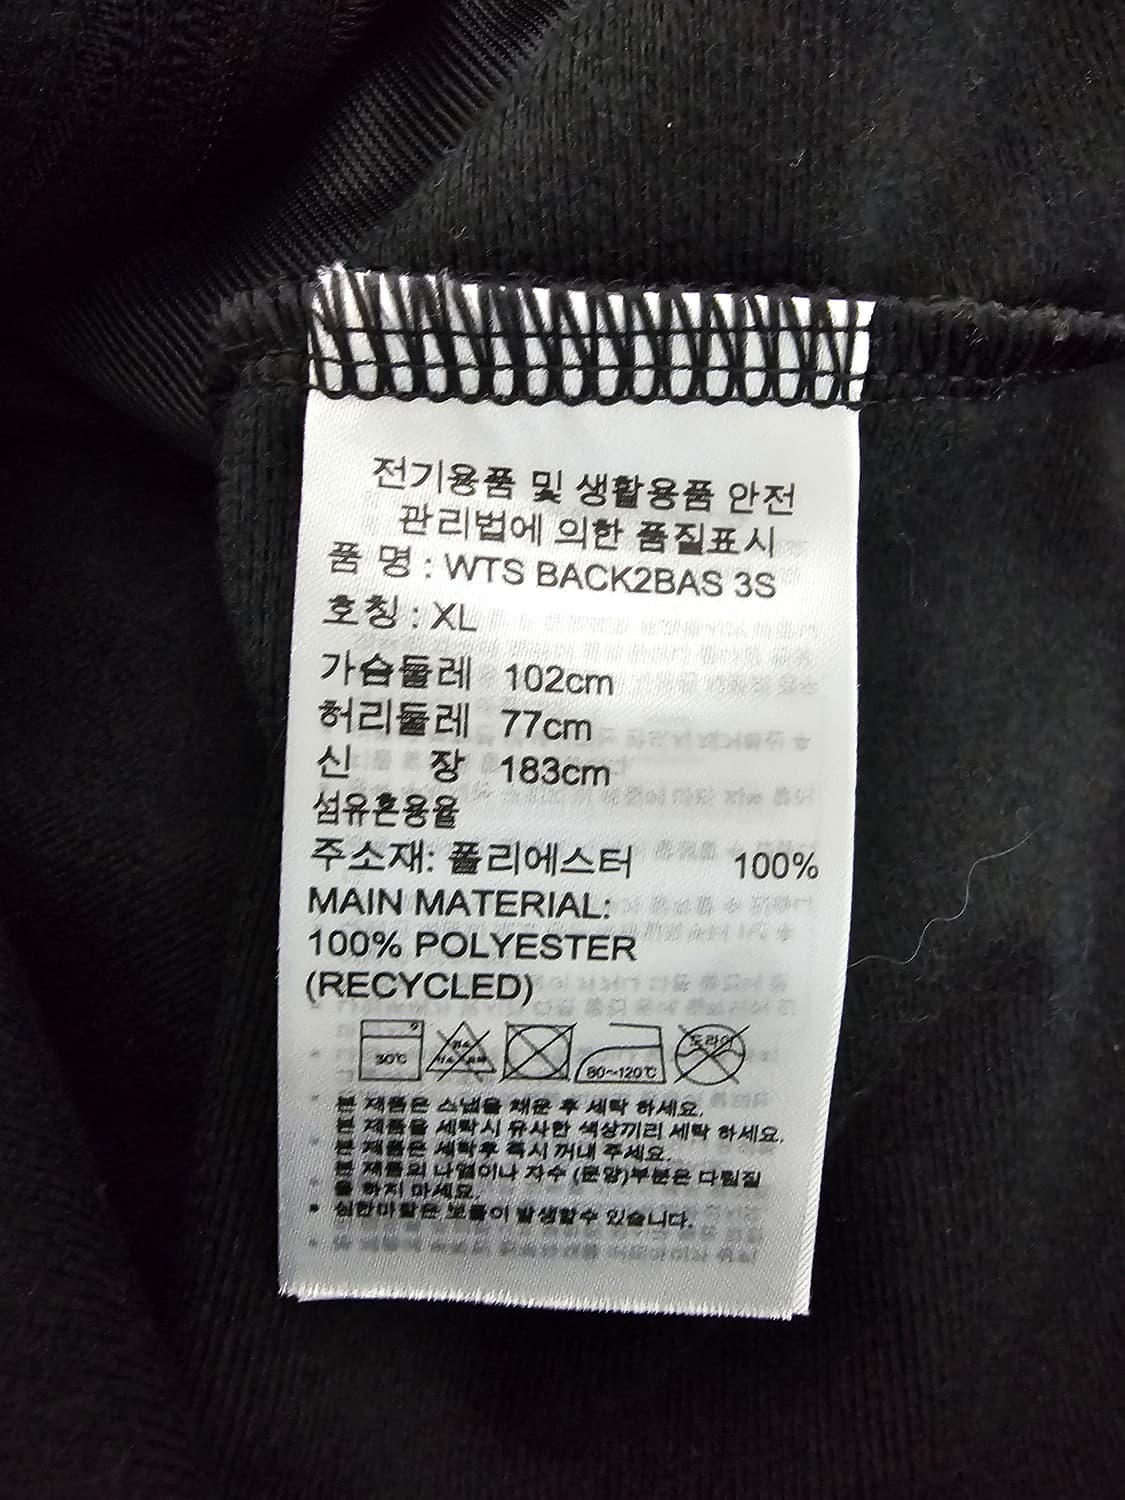 전기용품 및 생활용품 안전
관리법에 의한 품질표시
품 명 : WTS BACK2BAS 3S
호칭 : XL
가슴둘레 102cm
허리둘레 77cm
신 장 183cm
섬유혼용율
주소재: 폴리에스터 100%
MAIN MATERIAL:
100% POLYESTER
(RECYCLED)
30℃
80~120℃
드라이
본 제품은 스냅을 채운 후 세탁 하세요.
본 제품을 세탁시 유사한 색상끼리 세탁 하세요.
본 제품은 세탁후 즉시 꺼내 주세요.
본 제품의 나염이나 자수 (문양)부분은 다림질
을 하지 마세요.
심한마찰은 보풀이 발생할수 있습니다.